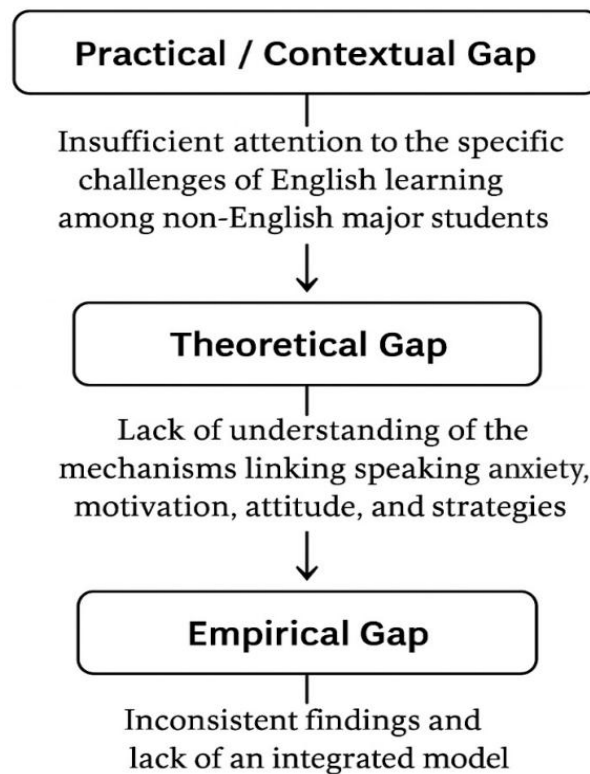 Practical / Contextual Gap
Insufficient attention to the specific
challenges of English learning
among non-English major students
Theoretical Gap
Lack of understanding of the
mechanisms linking speaking anxiety,
motivation, attitude, and strategies
Empirical Gap
Inconsistent findings and
lack of an integrated model